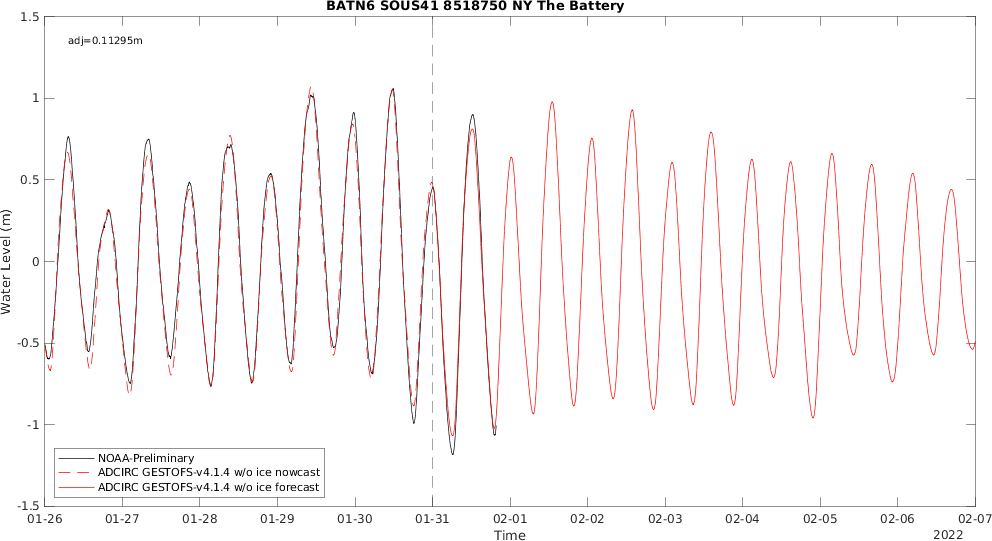 BATN6 SOUS41 8518750 NY The Battery
1.5
adj=0.11295m
1
0.5
0
-0.5
-1
-1.5
Water Level (m)
NOAA-Preliminary
ADCIRC GESTOFS-v4.1.4 w/o ice nowcast
ADCIRC GESTOFS-v4.1.4 w/o ice forecast
01-26 01-27 01-28 01-29 01-30 01-31 02-01 02-02 02-03 02-04 02-05 02-06 02-07
Time
2022